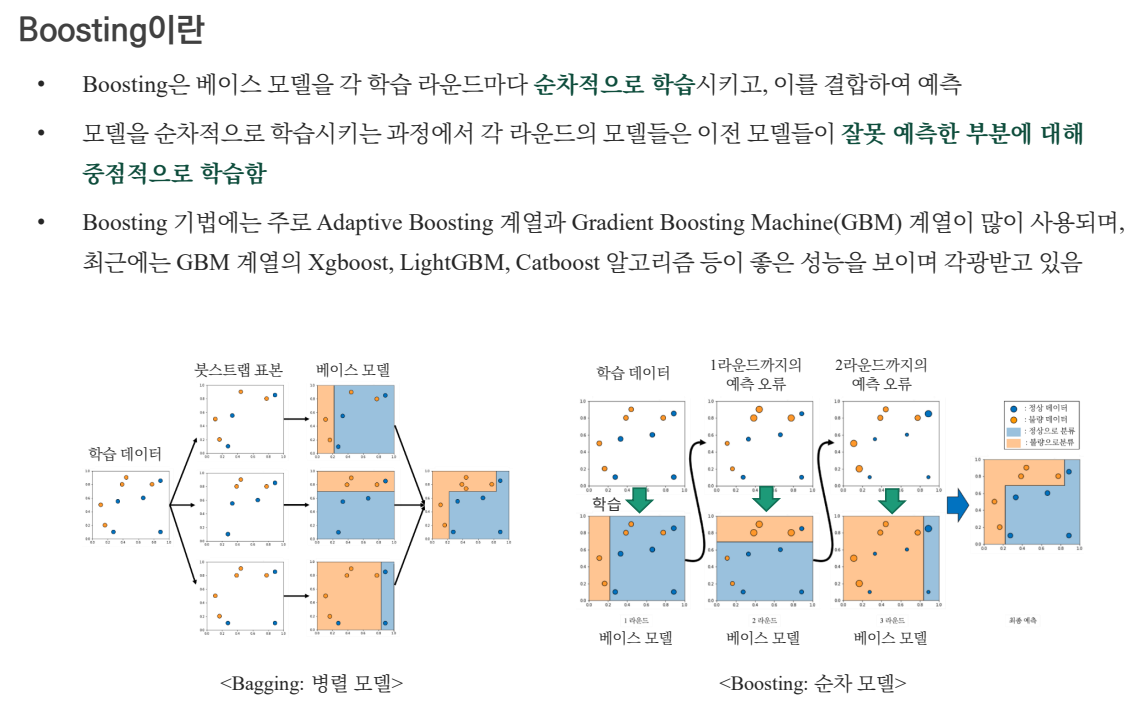 Boosting이란
• Boosting은 베이스 모델을 각 학습 라운드마다 순차적으로 학습시키고, 이를 결합하여 예측
• 모델을 순차적으로 학습시키는 과정에서 각 라운드의 모델들은 이전 모델들이 잘못 예측한 부분에 대해
중점적으로 학습함
• Boosting 기법에는 주로 Adaptive Boosting 계열과 Gradient Boosting Machine(GBM) 계열이 많이 사용되며,
최근에는 GBM 계열의 Xgboost, LightGBM, Catboost 알고리즘 등이 좋은 성능을 보이며 각광받고 있음
붓스트랩 표본
베이스 모델
학습 데이터
<Bagging: 병렬 모델>
학습 데이터
1라운드까지의
예측 오류
2라운드까지의
예측 오류
: 정상 데이터
: 불량 데이터
: 정상으로 분류
: 불량으로분류
학습
1 라운드
베이스 모델
2 라운드
베이스 모델
3 라운드
베이스 모델
최종 예측
<Boosting: 순차 모델>